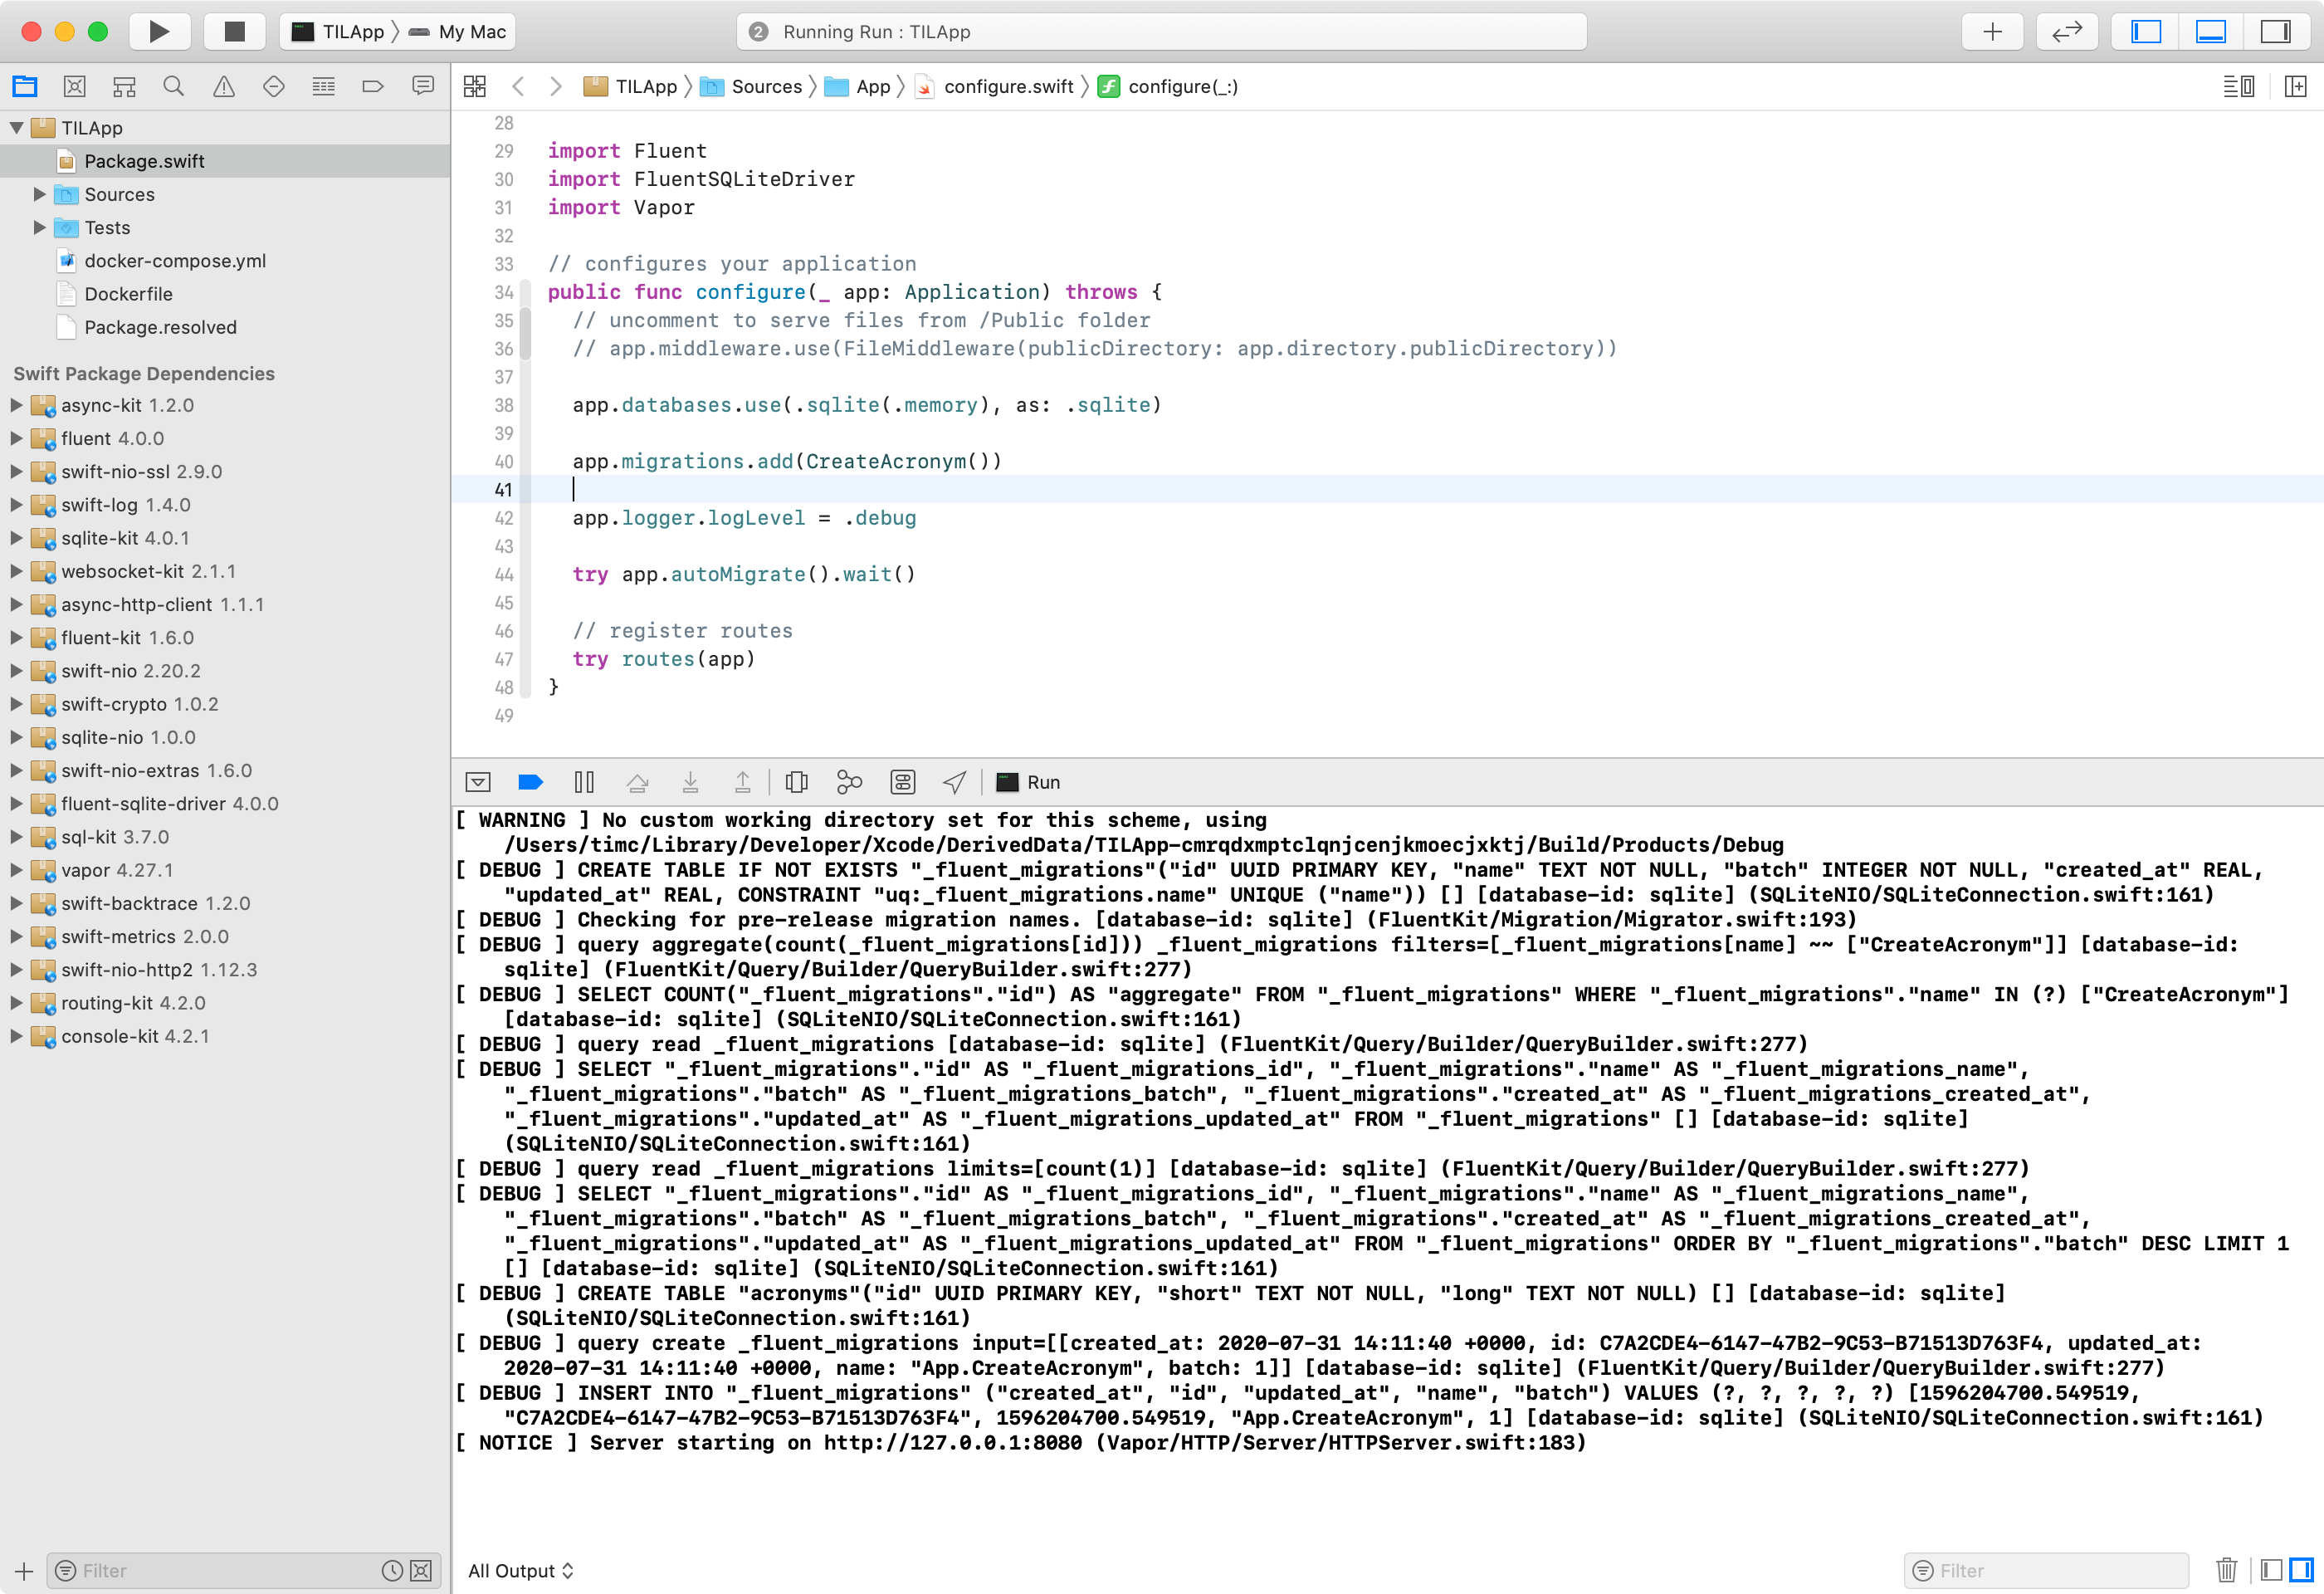 TILApp
My Mac
2 Running Run : TILApp
TILApp Sources App configure.swift configure(_:)
TILApp
Package.swift
Sources
Tests
docker-compose.yml
Dockerfile
Package.resolved
Swift Package Dependencies
async-kit 1.2.0
fluent 4.0.0
swift-nio-ssl 2.9.0
swift-log 1.4.0
sqlite-kit 4.0.1
websocket-kit 2.1.1
async-http-client 1.1.1
fluent-kit 1.6.0
swift-nio 2.20.2
swift-crypto 1.0.2
sqlite-nio 1.0.0
swift-nio-extras 1.6.0
fluent-sqlite-driver 4.0.0
sql-kit 3.7.0
vapor 4.27.1
swift-backtrace 1.2.0
swift-metrics 2.0.0
swift-nio-http2 1.12.3
routing-kit 4.2.0
console-kit 4.2.1
Filter
28
29 import Fluent
30 import FluentSQLiteDriver
31 import Vapor
32
33 // configures your application
34 public func configure(_ app: Application) throws {
35 // uncomment to serve files from /Public folder
36 // app.middleware.use(FileMiddleware(publicDirectory: app.directory.publicDirectory))
37
38 app.databases.use(.sqlite(.memory), as: .sqlite)
39
40 app.migrations.add(CreateAcronym())
41
42 app.logger.logLevel = .debug
43
44 try app.autoMigrate().wait()
45
46 // register routes
47 try routes(app)
48 }
49
Run
[ WARNING ] No custom working directory set for this scheme, using
/Users/timc/Library/Developer/Xcode/DerivedData/TILApp-cmrqdxmptclqnjcenjkmoecjxktj/Build/Products/Debug
[ DEBUG ] CREATE TABLE IF NOT EXISTS "_fluent_migrations"("id" UUID PRIMARY KEY, "name" TEXT NOT NULL, "batch" INTEGER NOT NULL, "created_at" REAL,
"updated_at" REAL, CONSTRAINT "uq:_fluent_migrations.name" UNIQUE ("name")) [] [database-id: sqlite] (SQLiteNIO/SQLiteConnection.swift:161)
[ DEBUG ] Checking for pre-release migration names. [database-id: sqlite] (FluentKit/Migration/Migrator.swift:193)
[ DEBUG ] query aggregate(count(_fluent_migrations[id])) _fluent_migrations filters=[_fluent_migrations[name] ~~ ["CreateAcronym"]] [database-id:
sqlite] (FluentKit/Query/Builder/QueryBuilder.swift:277)
[ DEBUG ] SELECT COUNT("_fluent_migrations"."id") AS "aggregate" FROM "_fluent_migrations" WHERE "_fluent_migrations"."name" IN (?) ["CreateAcronym"]
[database-id: sqlite] (SQLiteNIO/SQLiteConnection.swift:161)
[ DEBUG ] query read _fluent_migrations [database-id: sqlite] (FluentKit/Query/Builder/QueryBuilder.swift:277)
[ DEBUG ] SELECT "_fluent_migrations"."id" AS "_fluent_migrations_id", "_fluent_migrations"."name" AS "_fluent_migrations_name",
"_fluent_migrations"."batch" AS "_fluent_migrations_batch", "_fluent_migrations"."created_at" AS "_fluent_migrations_created_at",
"_fluent_migrations"."updated_at" AS "_fluent_migrations_updated_at" FROM "_fluent_migrations" [] [database-id: sqlite]
(SQLiteNIO/SQLiteConnection.swift:161)
[ DEBUG ] query read _fluent_migrations limits=[count(1)] [database-id: sqlite] (FluentKit/Query/Builder/QueryBuilder.swift:277)
[ DEBUG ] SELECT "_fluent_migrations"."id" AS "_fluent_migrations_id", "_fluent_migrations"."name" AS "_fluent_migrations_name",
"_fluent_migrations"."batch" AS "_fluent_migrations_batch", "_fluent_migrations"."created_at" AS "_fluent_migrations_created_at",
"_fluent_migrations"."updated_at" AS "_fluent_migrations_updated_at" FROM "_fluent_migrations" ORDER BY "_fluent_migrations"."batch" DESC LIMIT 1
[] [database-id: sqlite] (SQLiteNIO/SQLiteConnection.swift:161)
[ DEBUG ] CREATE TABLE "acronyms"("id" UUID PRIMARY KEY, "short" TEXT NOT NULL, "long" TEXT NOT NULL) [] [database-id: sqlite]
(SQLiteNIO/SQLiteConnection.swift:161)
[ DEBUG ] query create _fluent_migrations input=[[created_at: 2020-07-31 14:11:40 +0000, id: C7A2CDE4-6147-47B2-9C53-B71513D763F4, updated_at:
2020-07-31 14:11:40 +0000, name: "App.CreateAcronym", batch: 1]] [database-id: sqlite] (FluentKit/Query/Builder/QueryBuilder.swift:277)
[ DEBUG ] INSERT INTO "_fluent_migrations" ("created_at", "id", "updated_at", "name", "batch") VALUES (?, ?, ?, ?, ?) [1596204700.549519,
"C7A2CDE4-6147-47B2-9C53-B71513D763F4", 1596204700.549519, "App.CreateAcronym", 1] [database-id: sqlite] (SQLiteNIO/SQLiteConnection.swift:161)
[ NOTICE ] Server starting on http://127.0.0.1:8080 (Vapor/HTTP/Server/HTTPServer.swift:183)
All Output
Filter